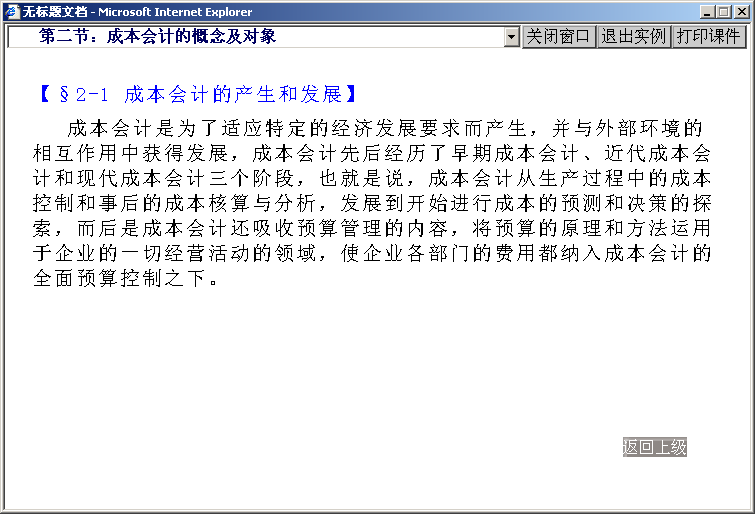 无标题文档 - Microsoft Internet Explorer
第二节：成本会计的概念及对象
关闭窗口 退出实例 打印课件
【§2-1 成本会计的产生和发展】
成本会计是为了适应特定的经济发展要求而产生，并与外部环境的
相互作用中获得发展，成本会计先后经历了早期成本会计、近代成本会
计和现代成本会计三个阶段，也就是说，成本会计从生产过程中的成本
控制和事后的成本核算与分析，发展到开始进行成本的预测和决策的探
索，而后是成本会计还吸收预算管理的内容，将预算的原理和方法运用
于企业的一切经营活动的领域，使企业各部门的费用都纳入成本会计的
全面预算控制之下。
返回上级